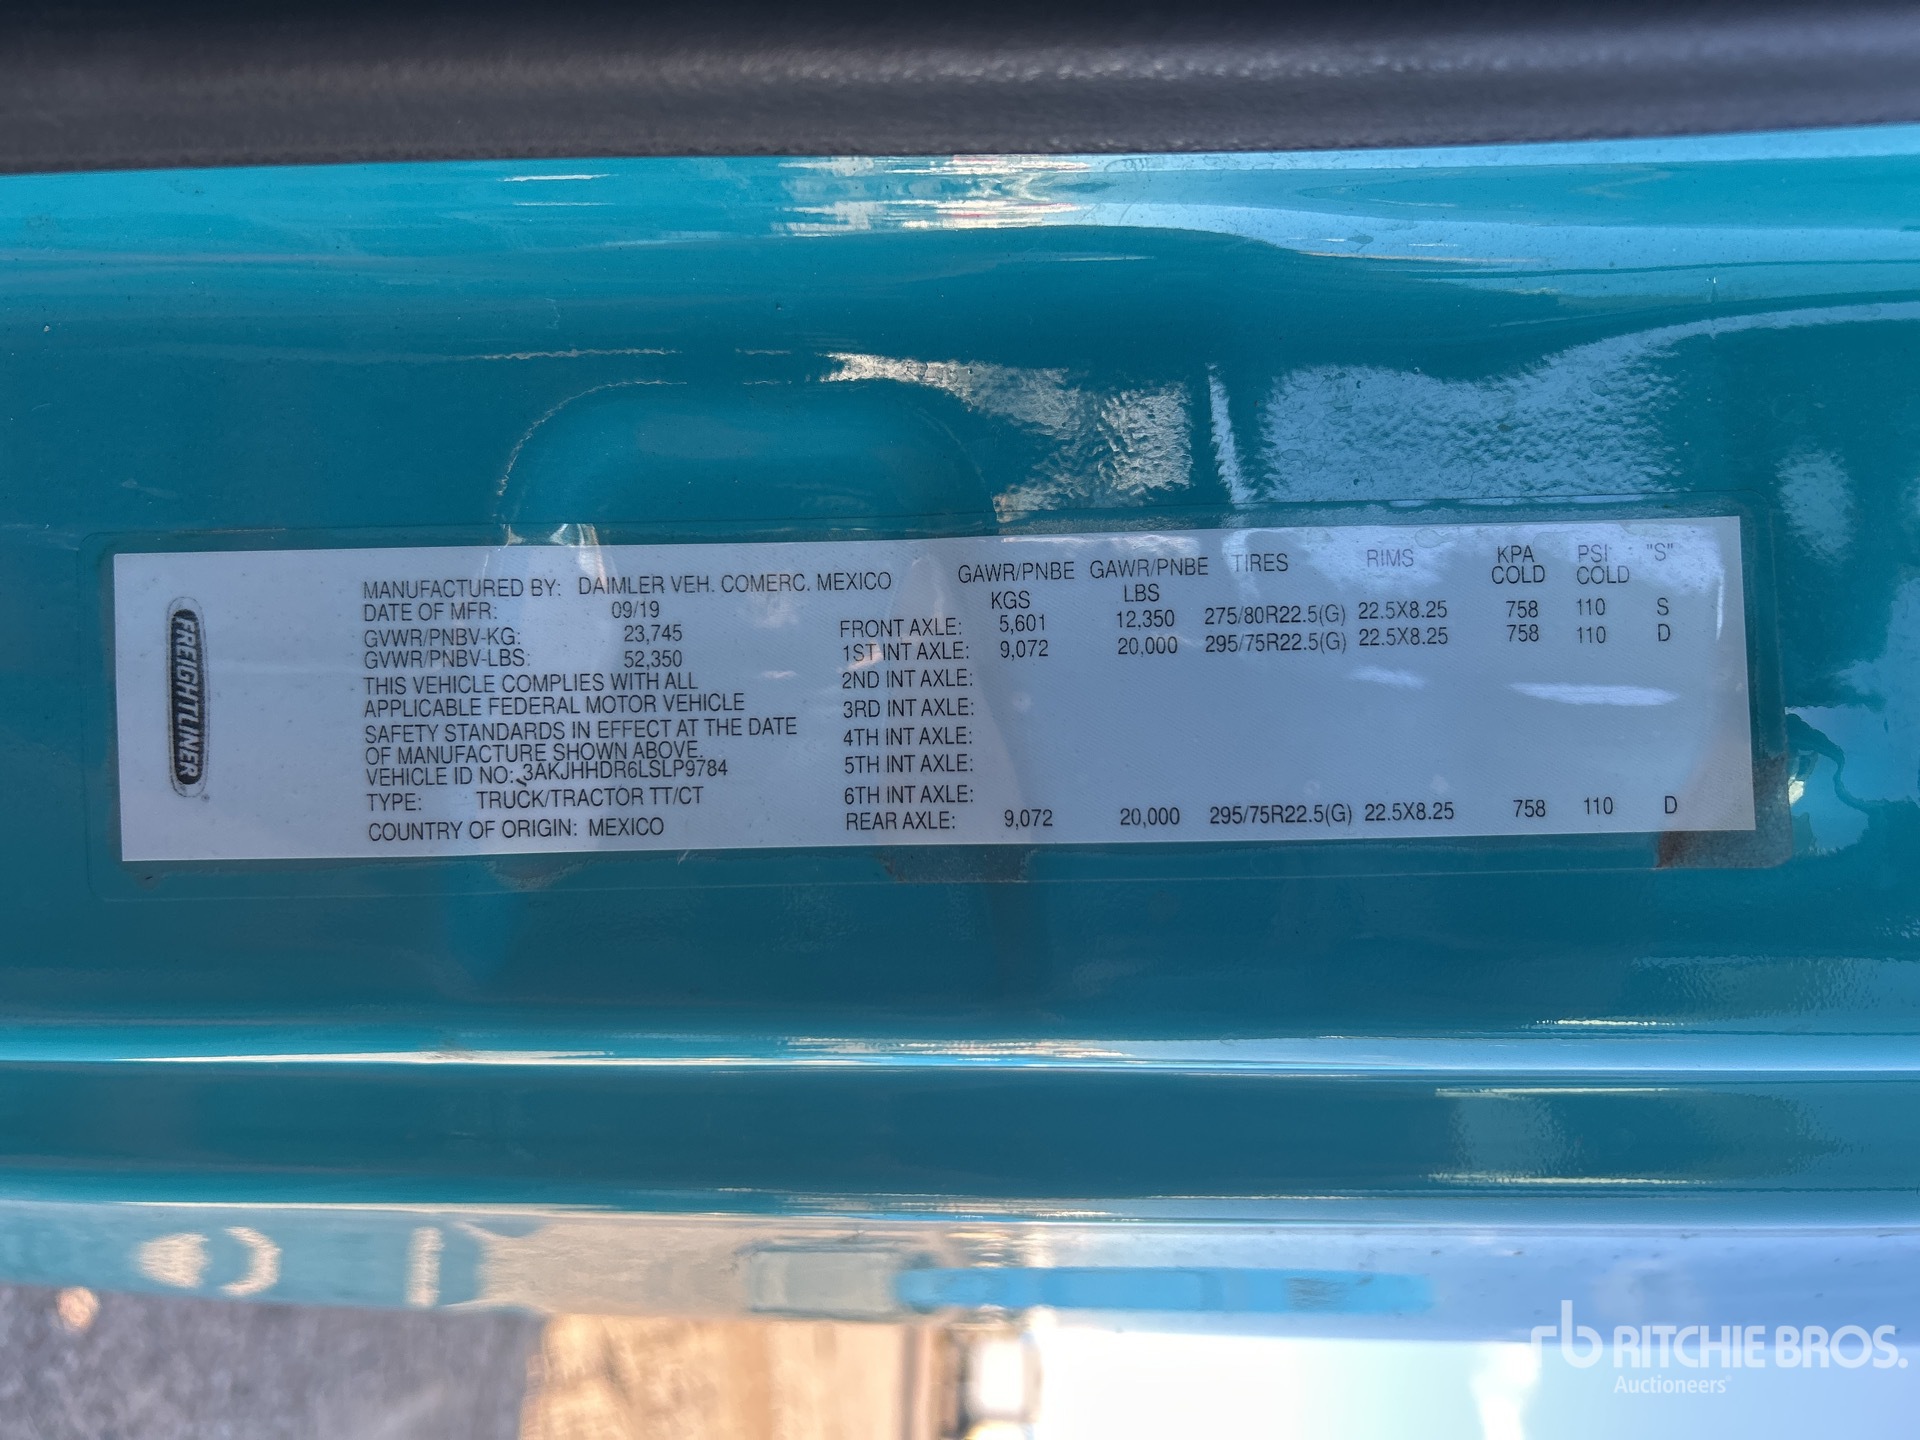 FREIGHTLINER
MANUFACTURED BY: DAIMLER VEH. COMERC. MEXICO
DATE OF MFR: 09/19
GVWR/PNBV-KG: 23,745
GVWR/PNBV-LBS: 52,350
THIS VEHICLE COMPLIES WITH ALL
APPLICABLE FEDERAL MOTOR VEHICLE
SAFETY STANDARDS IN EFFECT AT THE DATE
OF MANUFACTURE SHOWN ABOVE.
VEHICLE ID NO: 3AKJHHDR6LSLP9784
TYPE: TRUCK/TRACTOR TT/CT
COUNTRY OF ORIGIN: MEXICO
GAWR/PNBE GAWR/PNBE TIRES RIMS KPA PSI "S"
KGS LBS COLD COLD
FRONT AXLE: 5,601 12,350 275/80R22.5(G) 22.5X8.25 758 110 S
1ST INT AXLE: 9,072 20,000 295/75R22.5(G) 22.5X8.25 758 110 D
2ND INT AXLE:
3RD INT AXLE:
4TH INT AXLE:
5TH INT AXLE:
6TH INT AXLE:
REAR AXLE: 9,072 20,000 295/75R22.5(G) 22.5X8.25 758 110 D
rb RITCHIE BROS.
Auctioneers